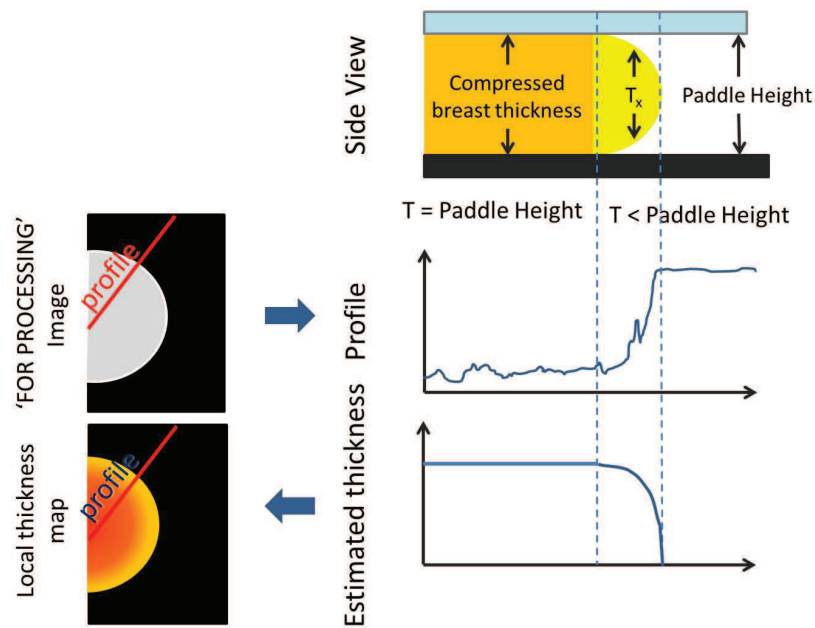 Side View
Compressed
breast thickness
Tx
Paddle Height
T = Paddle Height
T < Paddle Height
'FOR PROCESSING'
Image
profile
Profile
Local thickness
map
profile
Estimated thickness